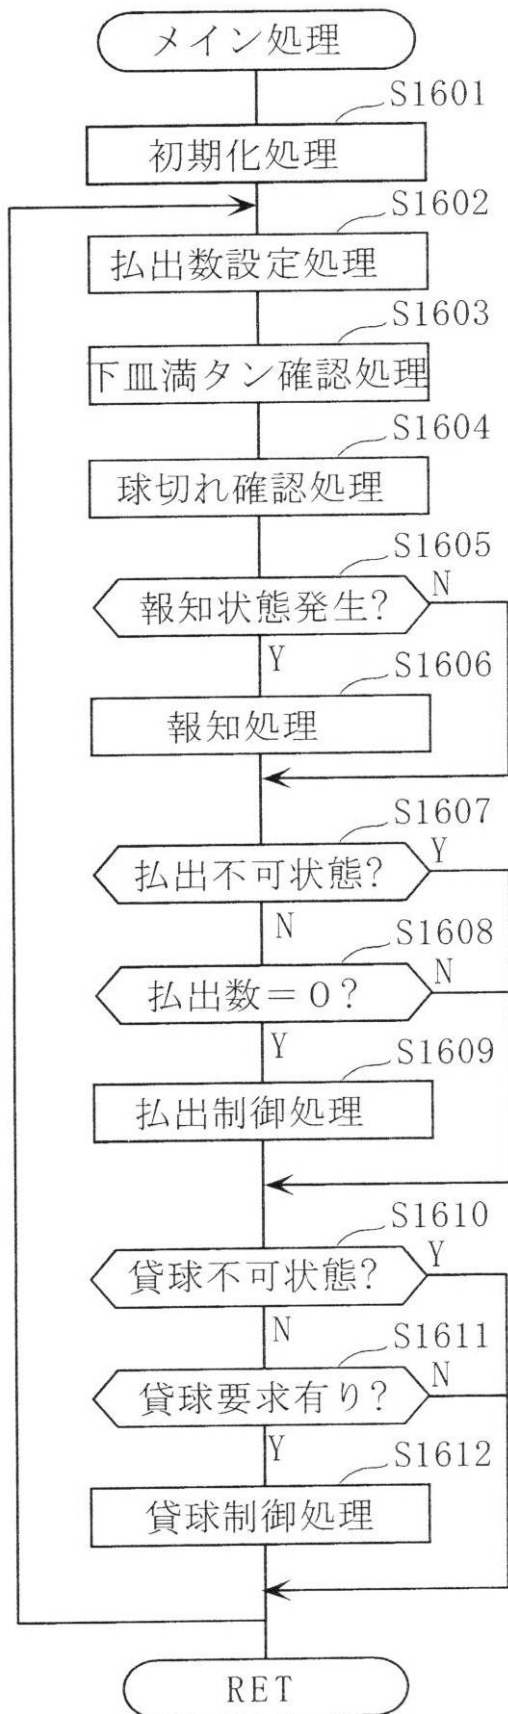 メイン処理
S1601
初期化処理
S1602
払出数設定処理
S1603
下皿満タン確認処理
S1604
球切れ確認処理
S1605
報知状態発生?
N
Y
S1606
報知処理
S1607
払出不可状態?
Y
N
S1608
払出数=0?
N
Y
S1609
払出制御処理
S1610
貸球不可状態?
Y
N
S1611
貸球要求有り?
N
Y
S1612
貸球制御処理
RET